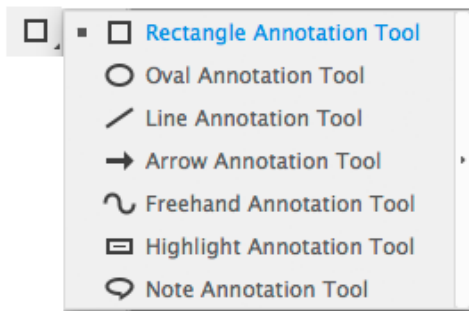 Rectangle Annotation Tool
Oval Annotation Tool
Line Annotation Tool
Arrow Annotation Tool
Freehand Annotation Tool
Highlight Annotation Tool
Note Annotation Tool